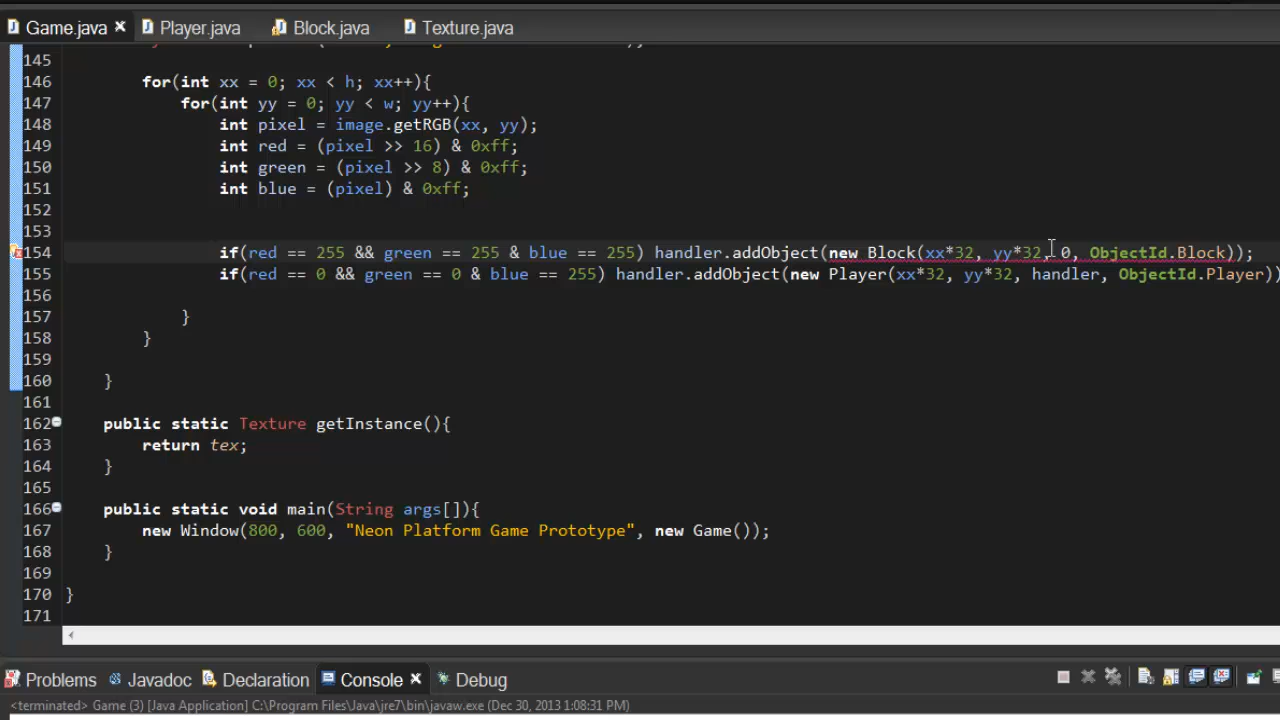 Game.java Player.java Block.java Texture.java
145
146 for(int xx = 0; xx < h; xx++){
147 for(int yy = 0; yy < w; yy++){
148 int pixel = image.getRGB(xx, yy);
149 int red = (pixel >> 16) & 0xff;
150 int green = (pixel >> 8) & 0xff;
151 int blue = (pixel) & 0xff;
152
153
154 if(red == 255 && green == 255 & blue == 255) handler.addObject(new Block(xx*32, yy*32, 0, ObjectId.Block));
155 if(red == 0 && green == 0 & blue == 255) handler.addObject(new Player(xx*32, yy*32, handler, ObjectId.Player))
156
157 }
158 }
159
160 }
161
162 public static Texture getInstance(){
163 return tex;
164 }
165
166 public static void main(String args[]){
167 new Window(800, 600, "Neon Platform Game Prototype", new Game());
168 }
169
170 }
171
Problems Javadoc Declaration Console Debug
<terminated> Game (3) [Java Application] C:\Program Files\Java\jre7\bin\javaw.exe (Dec 30, 2013 1:08:31 PM)